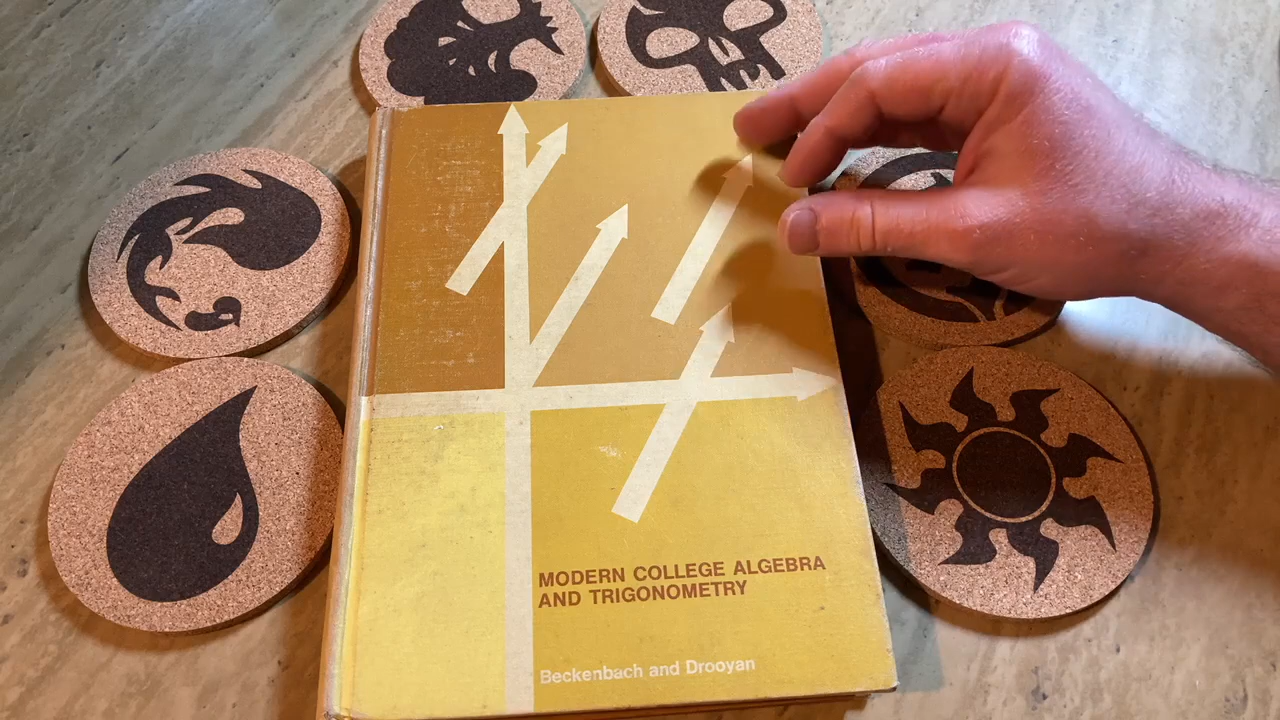 MODERN COLLEGE ALGEBRA
AND TRIGONOMETRY
Beckenbach and Drooyan